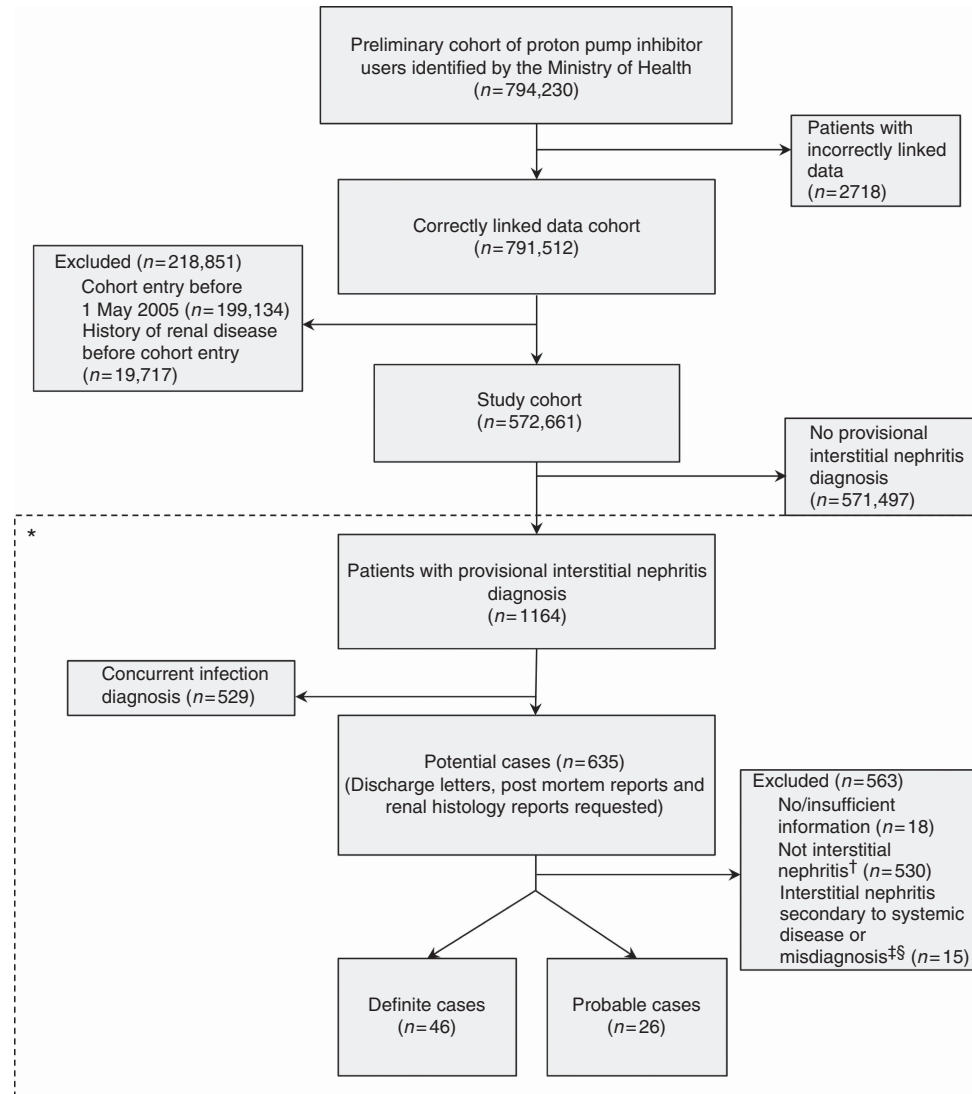 Preliminary cohort of proton pump inhibitor
users identified by the Ministry of Health
(n=794,230)
Patients with
incorrectly linked
data
(n=2718)
Correctly linked data cohort
(n=791,512)
Excluded (n=218,851)
Cohort entry before
1 May 2005 (n=199,134)
History of renal disease
before cohort entry
(n=19,717)
Study cohort
(n=572,661)
No provisional
interstitial nephritis
diagnosis
(n=571,497)
*
Patients with provisional interstitial nephritis
diagnosis
(n=1164)
Concurrent infection
diagnosis (n=529)
Potential cases (n=635)
(Discharge letters, post mortem reports and
renal histology reports requested)
Excluded (n=563)
No/insufficient
information (n=18)
Not interstitial
nephritis† (n=530)
Interstitial nephritis
secondary to systemic
disease or
misdiagnosis‡§ (n=15)
Definite cases
(n=46)
Probable cases
(n=26)